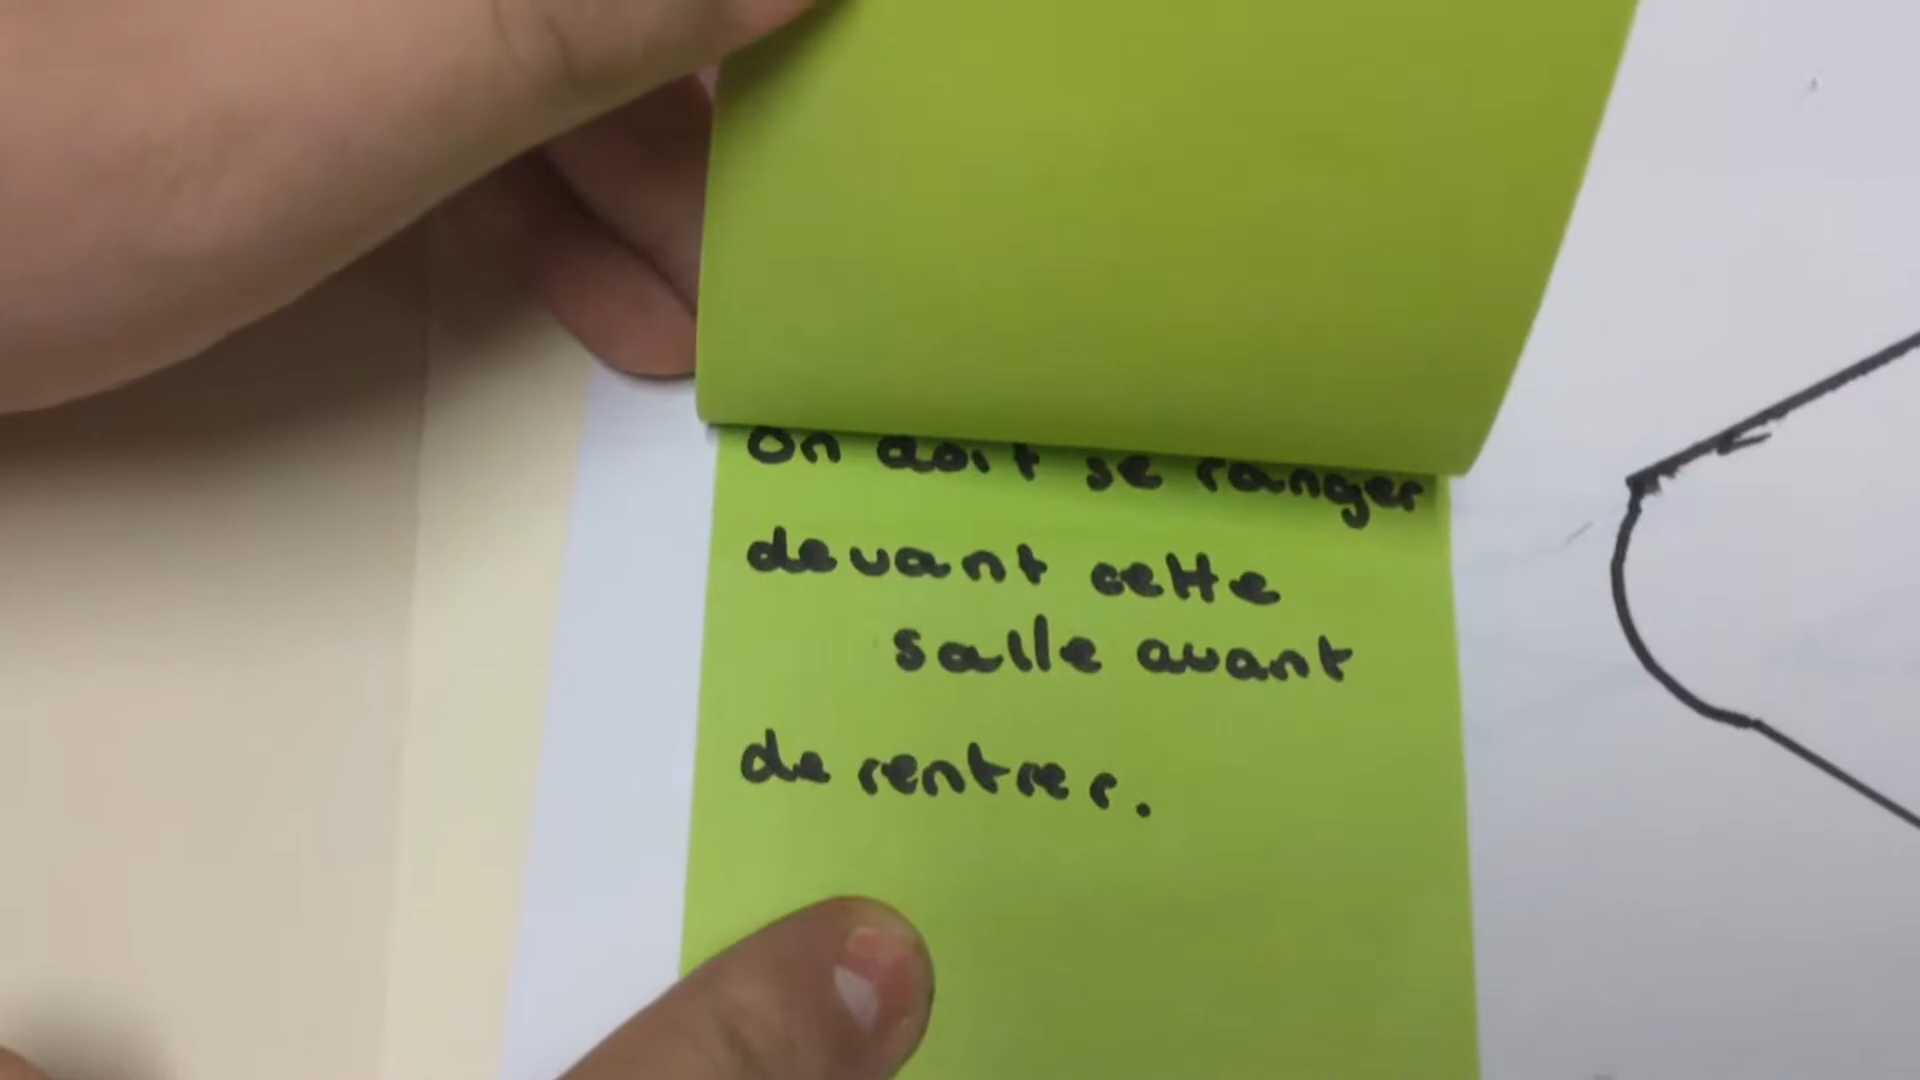 On doit se ranger
devant cette
salle avant
de rentrer.